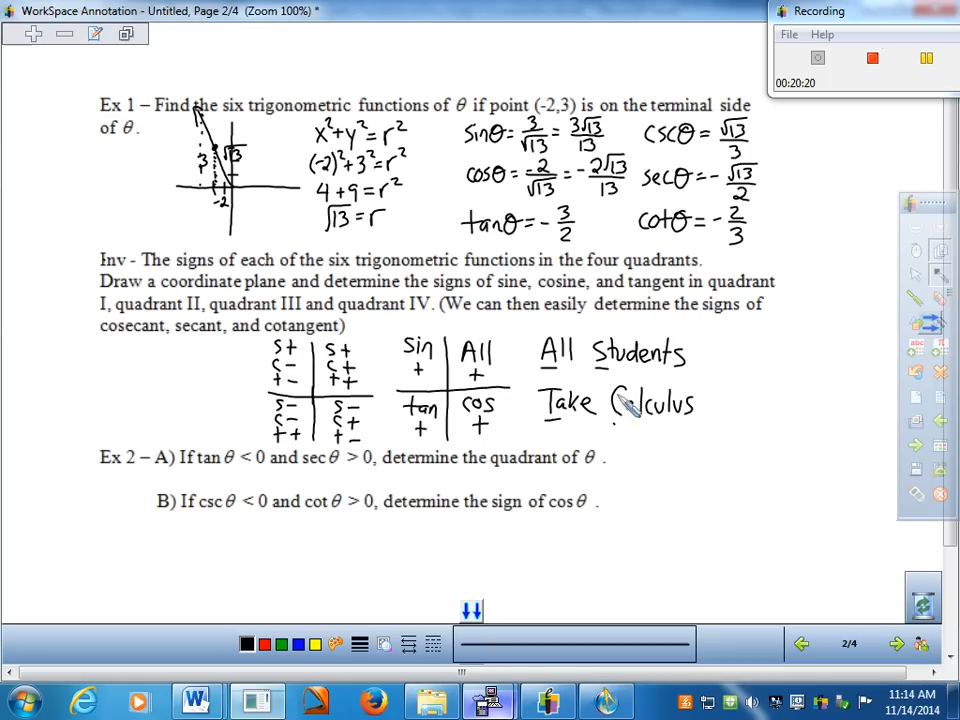 WorkSpace Annotation - Untitled, Page 2/4 (Zoom 100%) *
Recording
File Help
00:20:20
Ex 1 – Find the six trigonometric functions of θ if point (-2,3) is on the terminal side
of θ.
3
√13
-2
x²+y²=r²
(-2)²+3²=r²
4+9=r²
√13=r
sinθ=3/√13=3√13/13
cosθ=-2/√13=-2√13/13
tanθ=-3/2
cscθ=√13/3
secθ=-√13/2
cotθ=-2/3
Inv - The signs of each of the six trigonometric functions in the four quadrants.
Draw a coordinate plane and determine the signs of sine, cosine, and tangent in quadrant
I, quadrant II, quadrant III and quadrant IV. (We can then easily determine the signs of
cosecant, secant, and cotangent)
s+ s+
c- c+
t- t+
s- s-
c- c+
t+ t-
sin All
+ +
tan cos
+ +
All Students
Take Calculus
Ex 2 – A) If tan θ < 0 and sec θ > 0, determine the quadrant of θ .
B) If csc θ < 0 and cot θ > 0, determine the sign of cos θ .
2/4
11:14 AM
11/14/2014